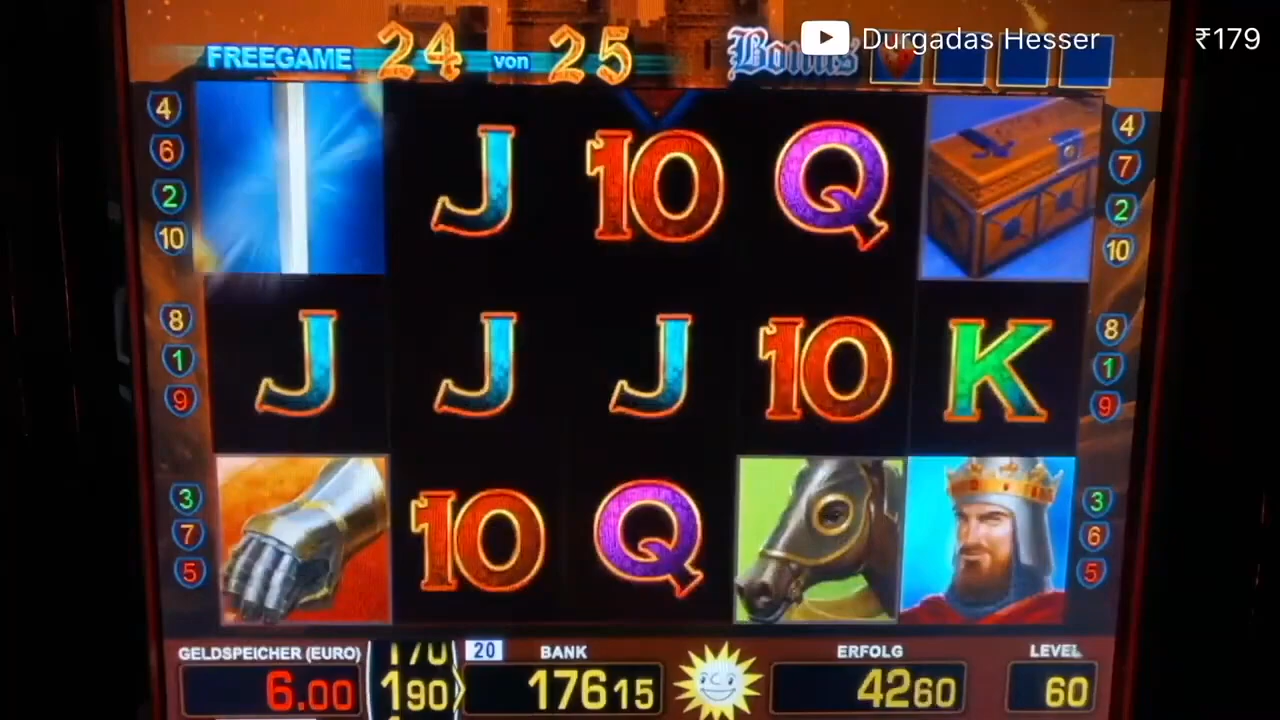 Durgadas Hesser ₹179
FREEGAME 24 von 25 Bonus
4 4
6 7
2 2
10 10
J 10 Q
8 8
1 1
9 9
J J J 10 K
3 3
7 6
5 5
10 Q
170
GELDSPEICHER (EURO) 20 BANK ERFOLG LEVEL
6.00 190 17615 4260 60